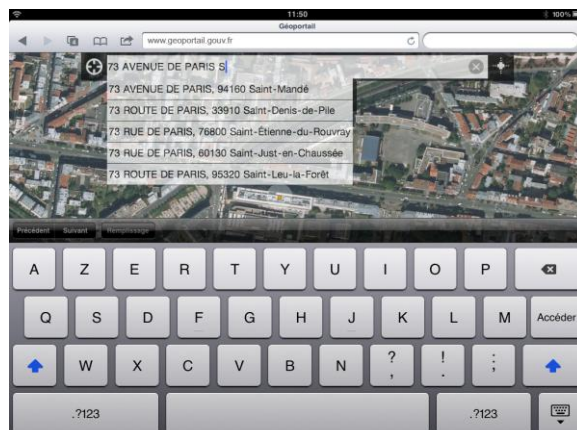 11:50
100%
Géoportail
www.geoportail.gouv.fr
73 AVENUE DE PARIS S
73 AVENUE DE PARIS, 94160 Saint-Mandé
73 ROUTE DE PARIS, 33910 Saint-Denis-de-Pile
73 RUE DE PARIS, 76800 Saint-Étienne-du-Rouvray
73 RUE DE PARIS, 60130 Saint-Just-en-Chaussée
73 ROUTE DE PARIS, 95320 Saint-Leu-la-Forêt
Précédent Suivant Remplissage
A Z E R T Y U I O P
Q S D F G H J K L M Accéder
W X C V B N ? , ! . : ;
.?123 .?123